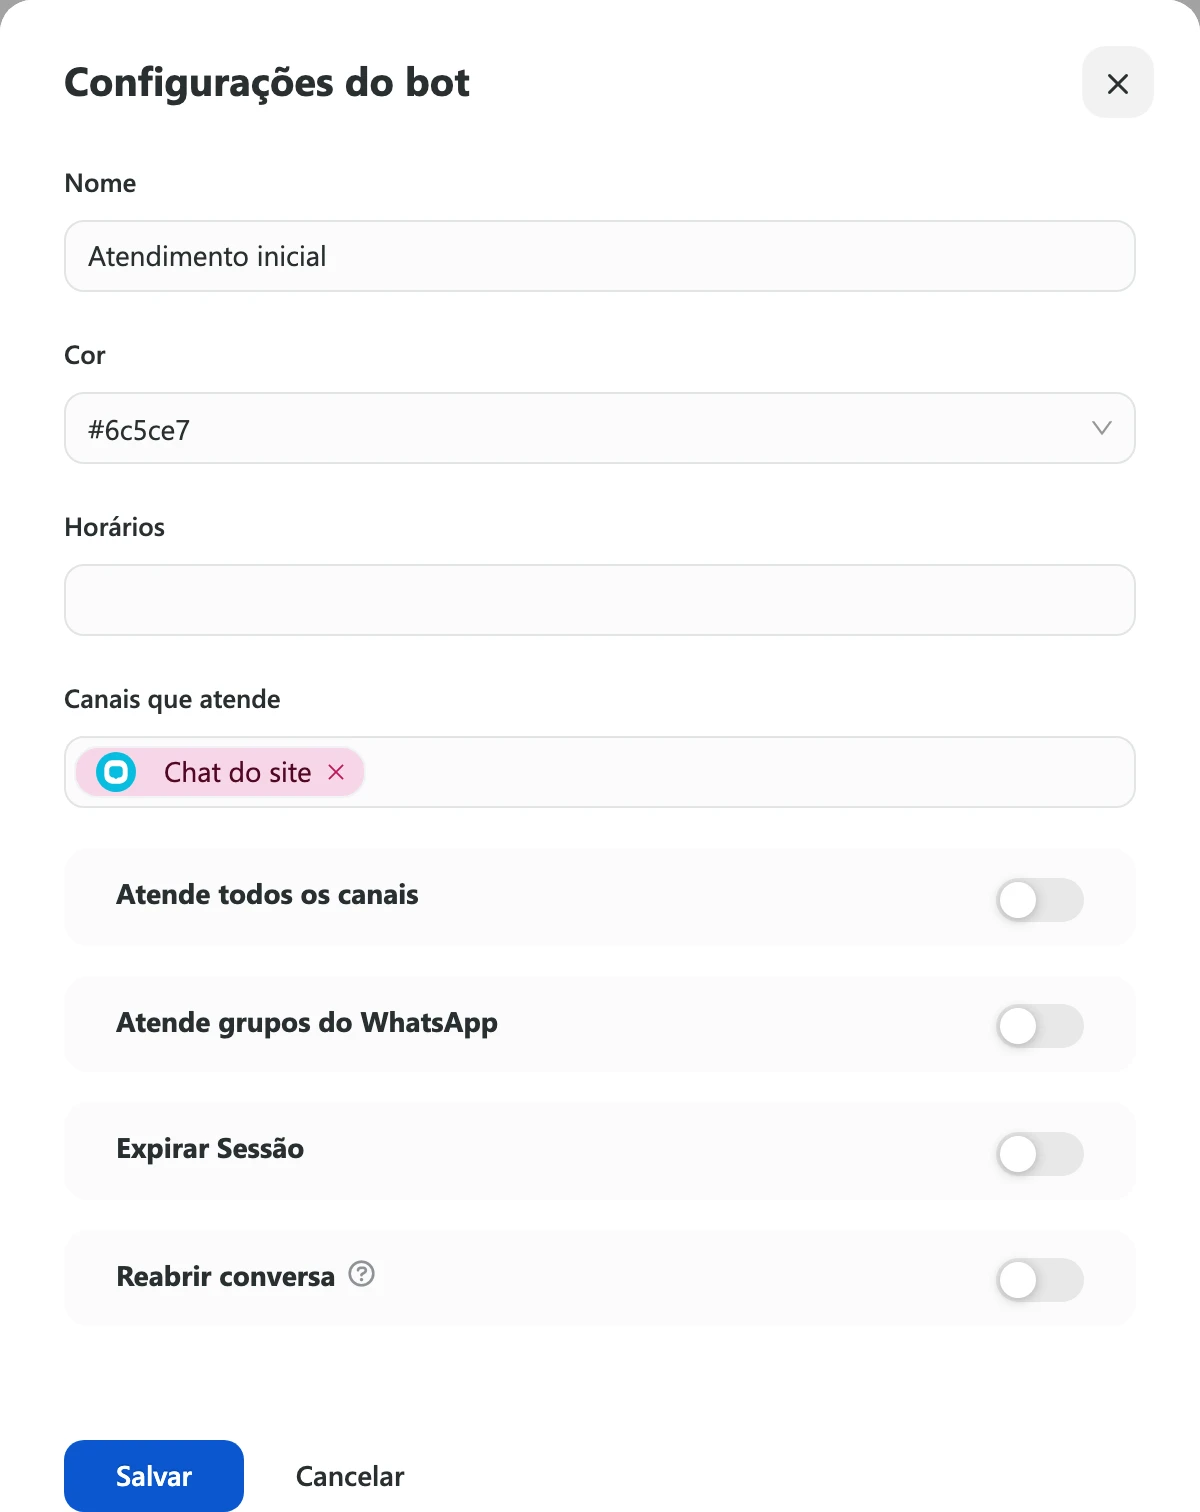 Configurações do bot
Nome
Atendimento inicial
Cor
#6c5ce7
Horários
Canais que atende
Chat do site
Atende todos os canais
Atende grupos do WhatsApp
Expirar Sessão
Reabrir conversa
Salvar
Cancelar